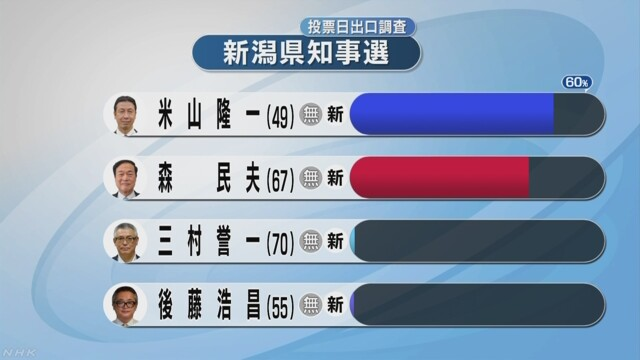 投票日出口調査
新潟県知事選
60%
米山隆一(49) 無 新
森 民夫(67) 無 新
三村誉一(70) 無 新
後藤浩昌(55) 無 新
NHK